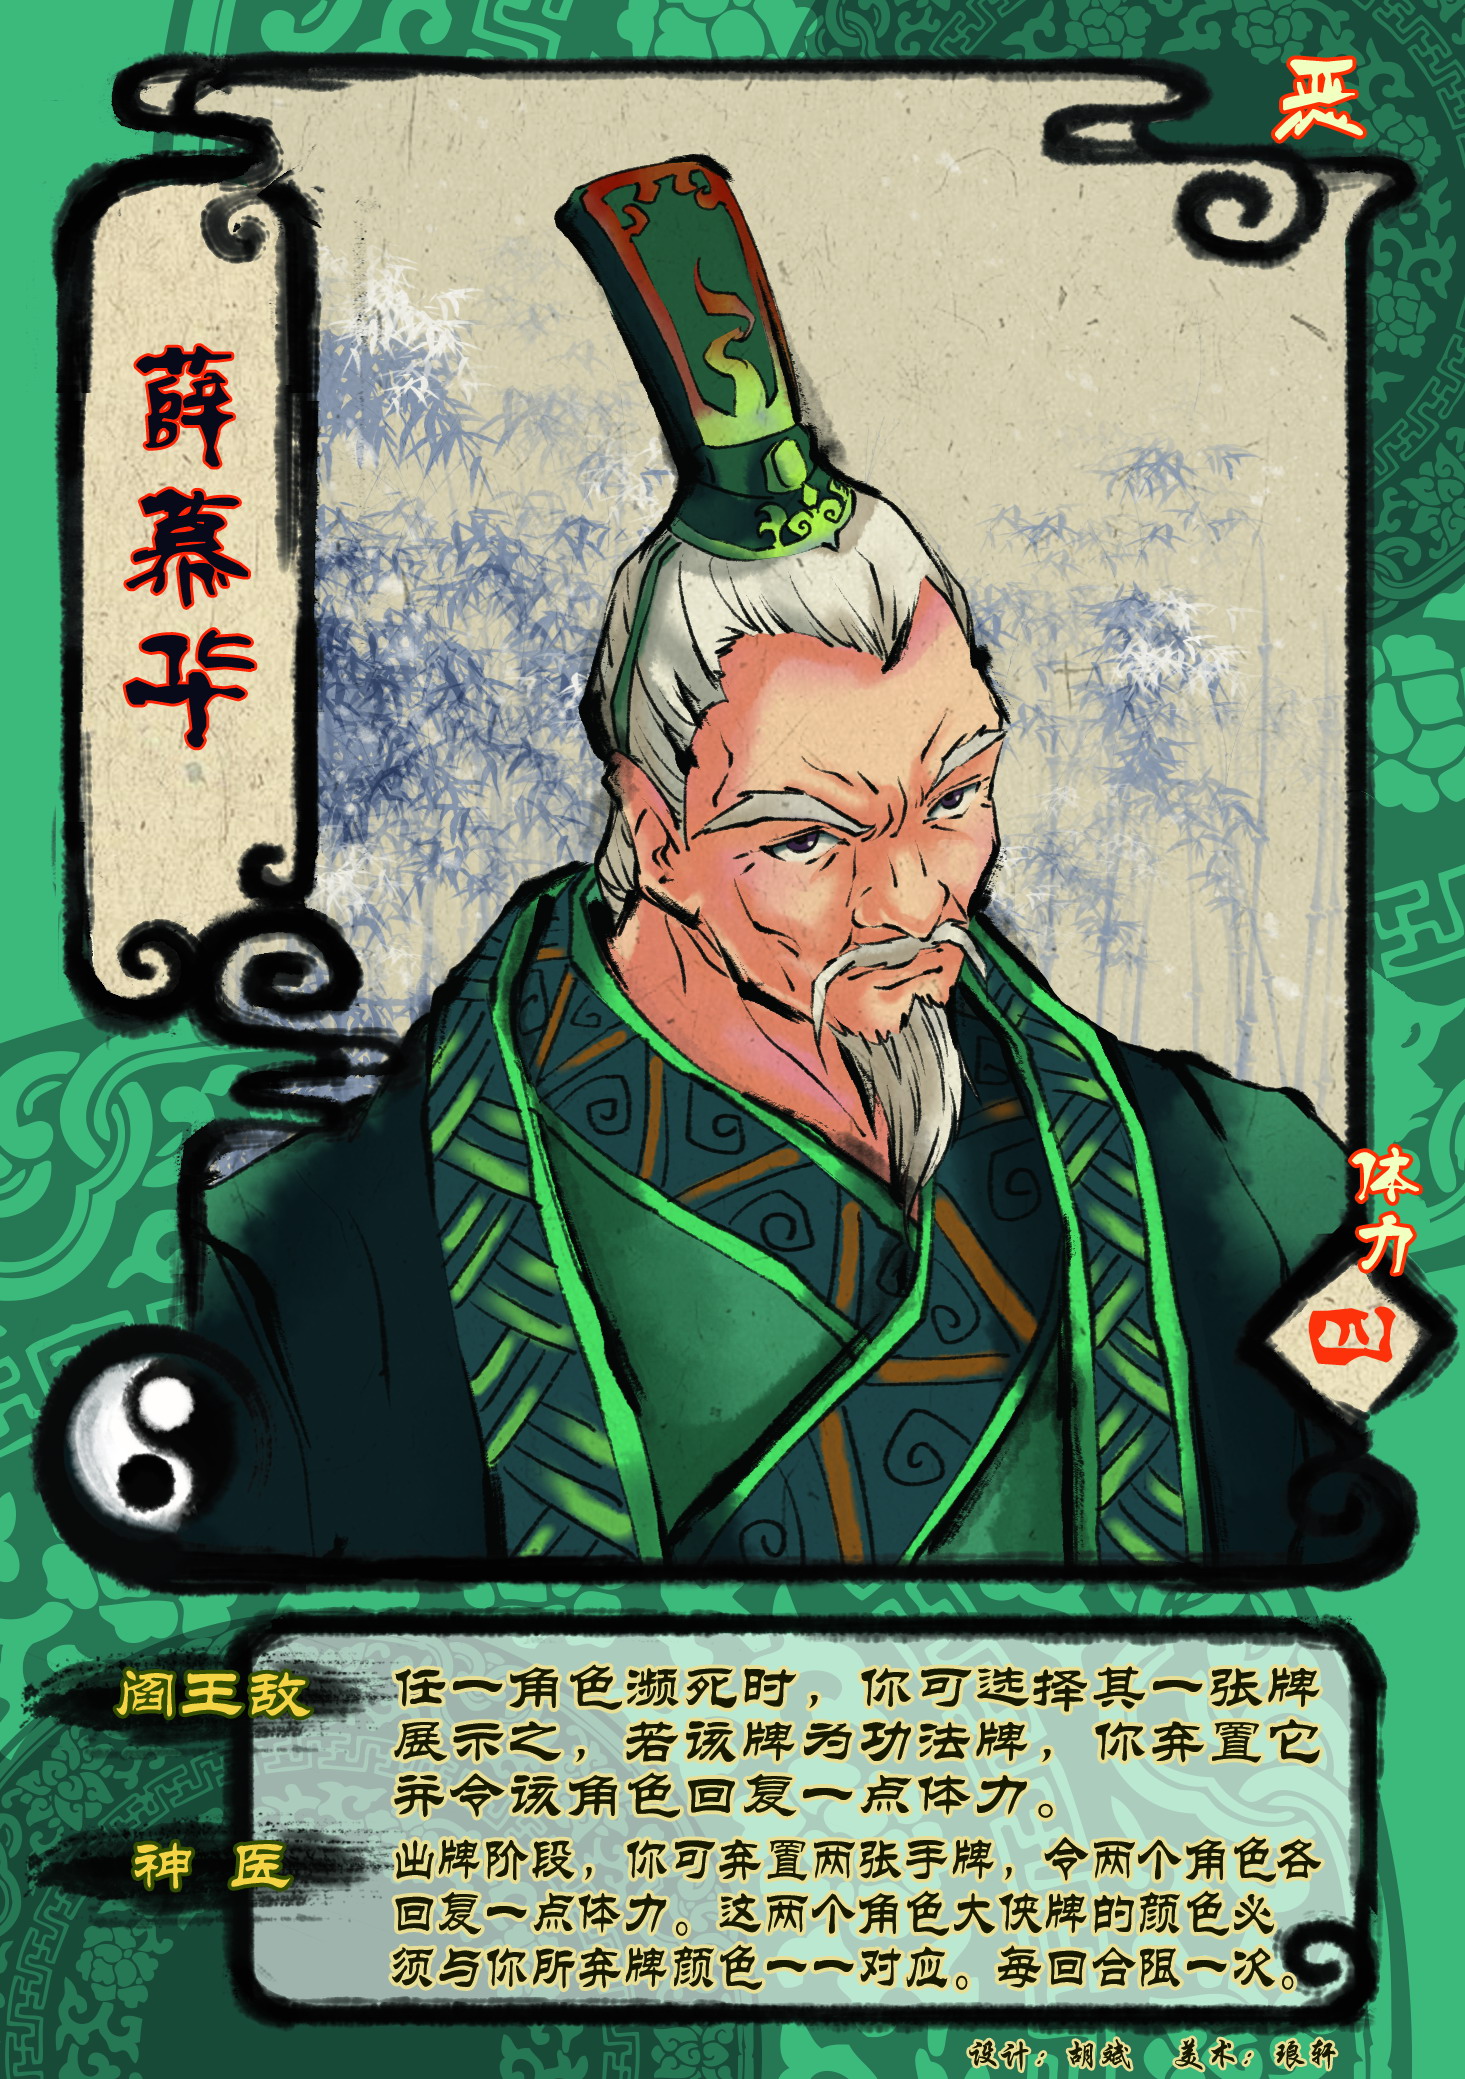 恶
薛慕华
体力
四
阎王敌
任一角色濒死时，你可选择其一张牌
展示之，若该牌为功法牌，你弃置它
并令该角色回复一点体力。
神 医
出牌阶段，你可弃置两张手牌，令两个角色各
回复一点体力。这两个角色大侠牌的颜色必
须与你所弃牌颜色一一对应。每回合限一次。
设计：胡斌 美术：琅轩